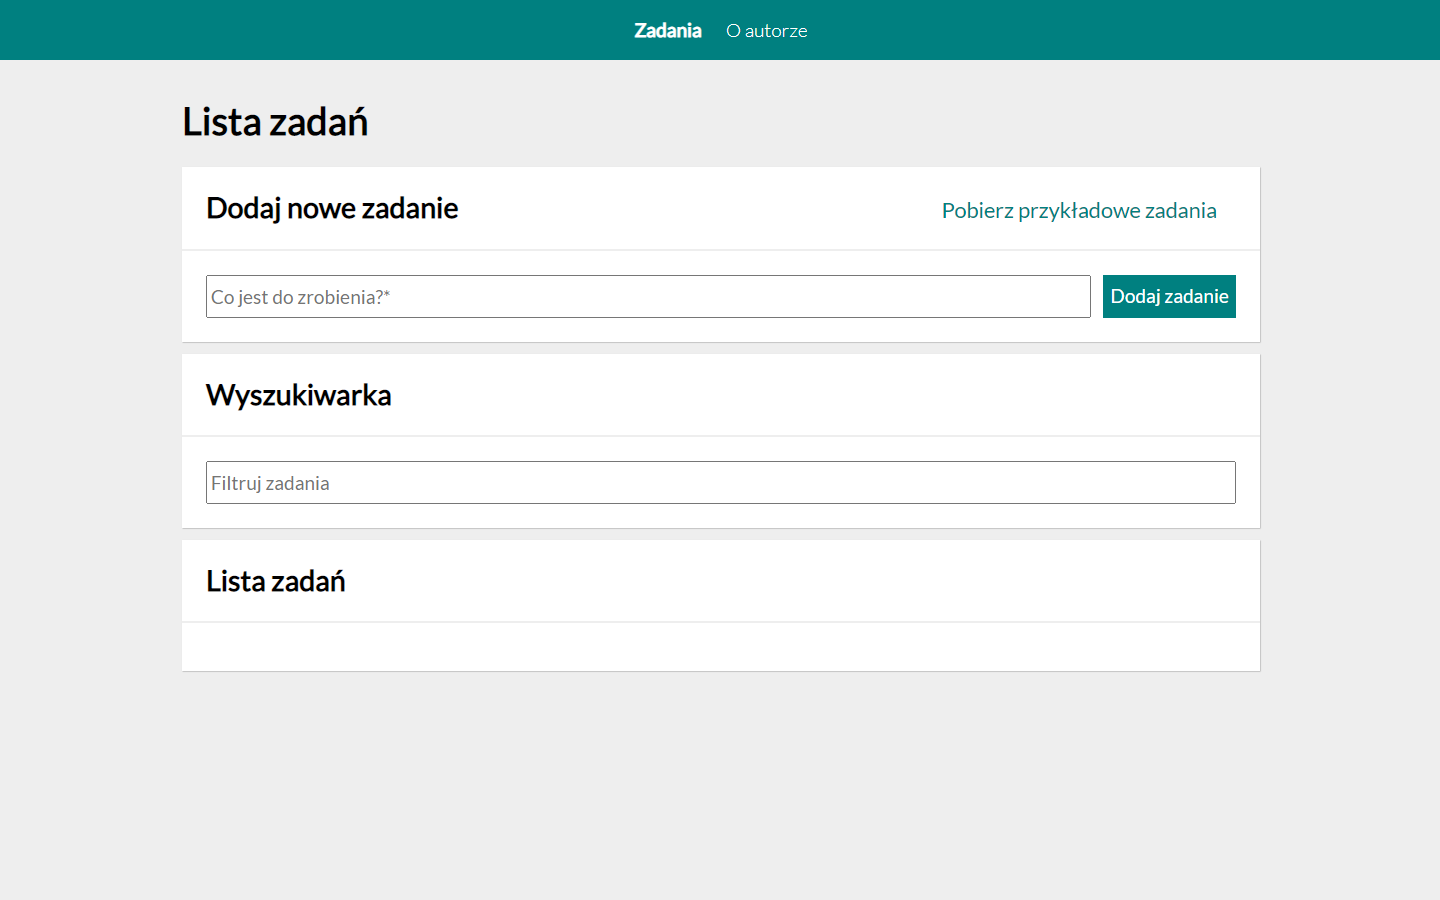 Zadania O autorze
Lista zadań
Dodaj nowe zadanie Pobierz przykładowe zadania
Co jest do zrobienia?* Dodaj zadanie
Wyszukiwarka
Filtruj zadania
Lista zadań